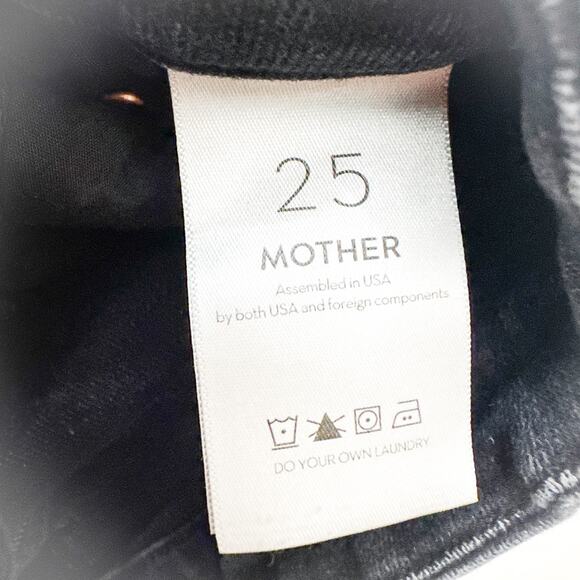 25
MOTHER
Assembled in USA
by both USA and foreign components
DO YOUR OWN LAUNDRY